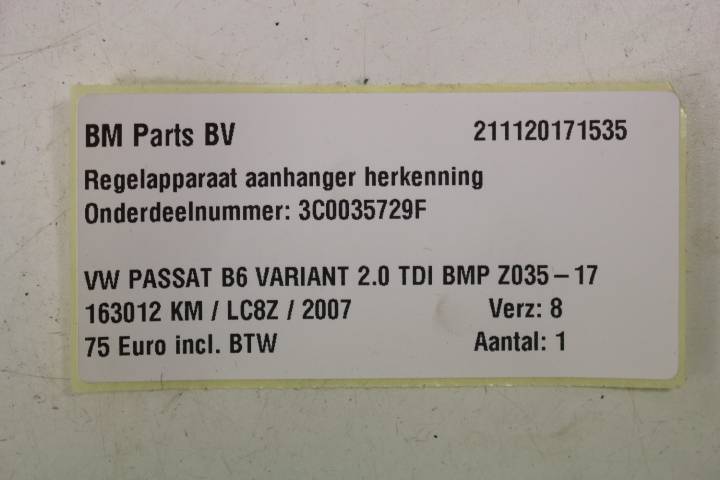 BM Parts BV 211120171535
Regelapparaat aanhanger herkenning
Onderdeelnummer: 3C0035729F
VW PASSAT B6 VARIANT 2.0 TDI BMP Z035-17
163012 KM / LC8Z / 2007 Verz: 8
75 Euro incl. BTW Aantal: 1